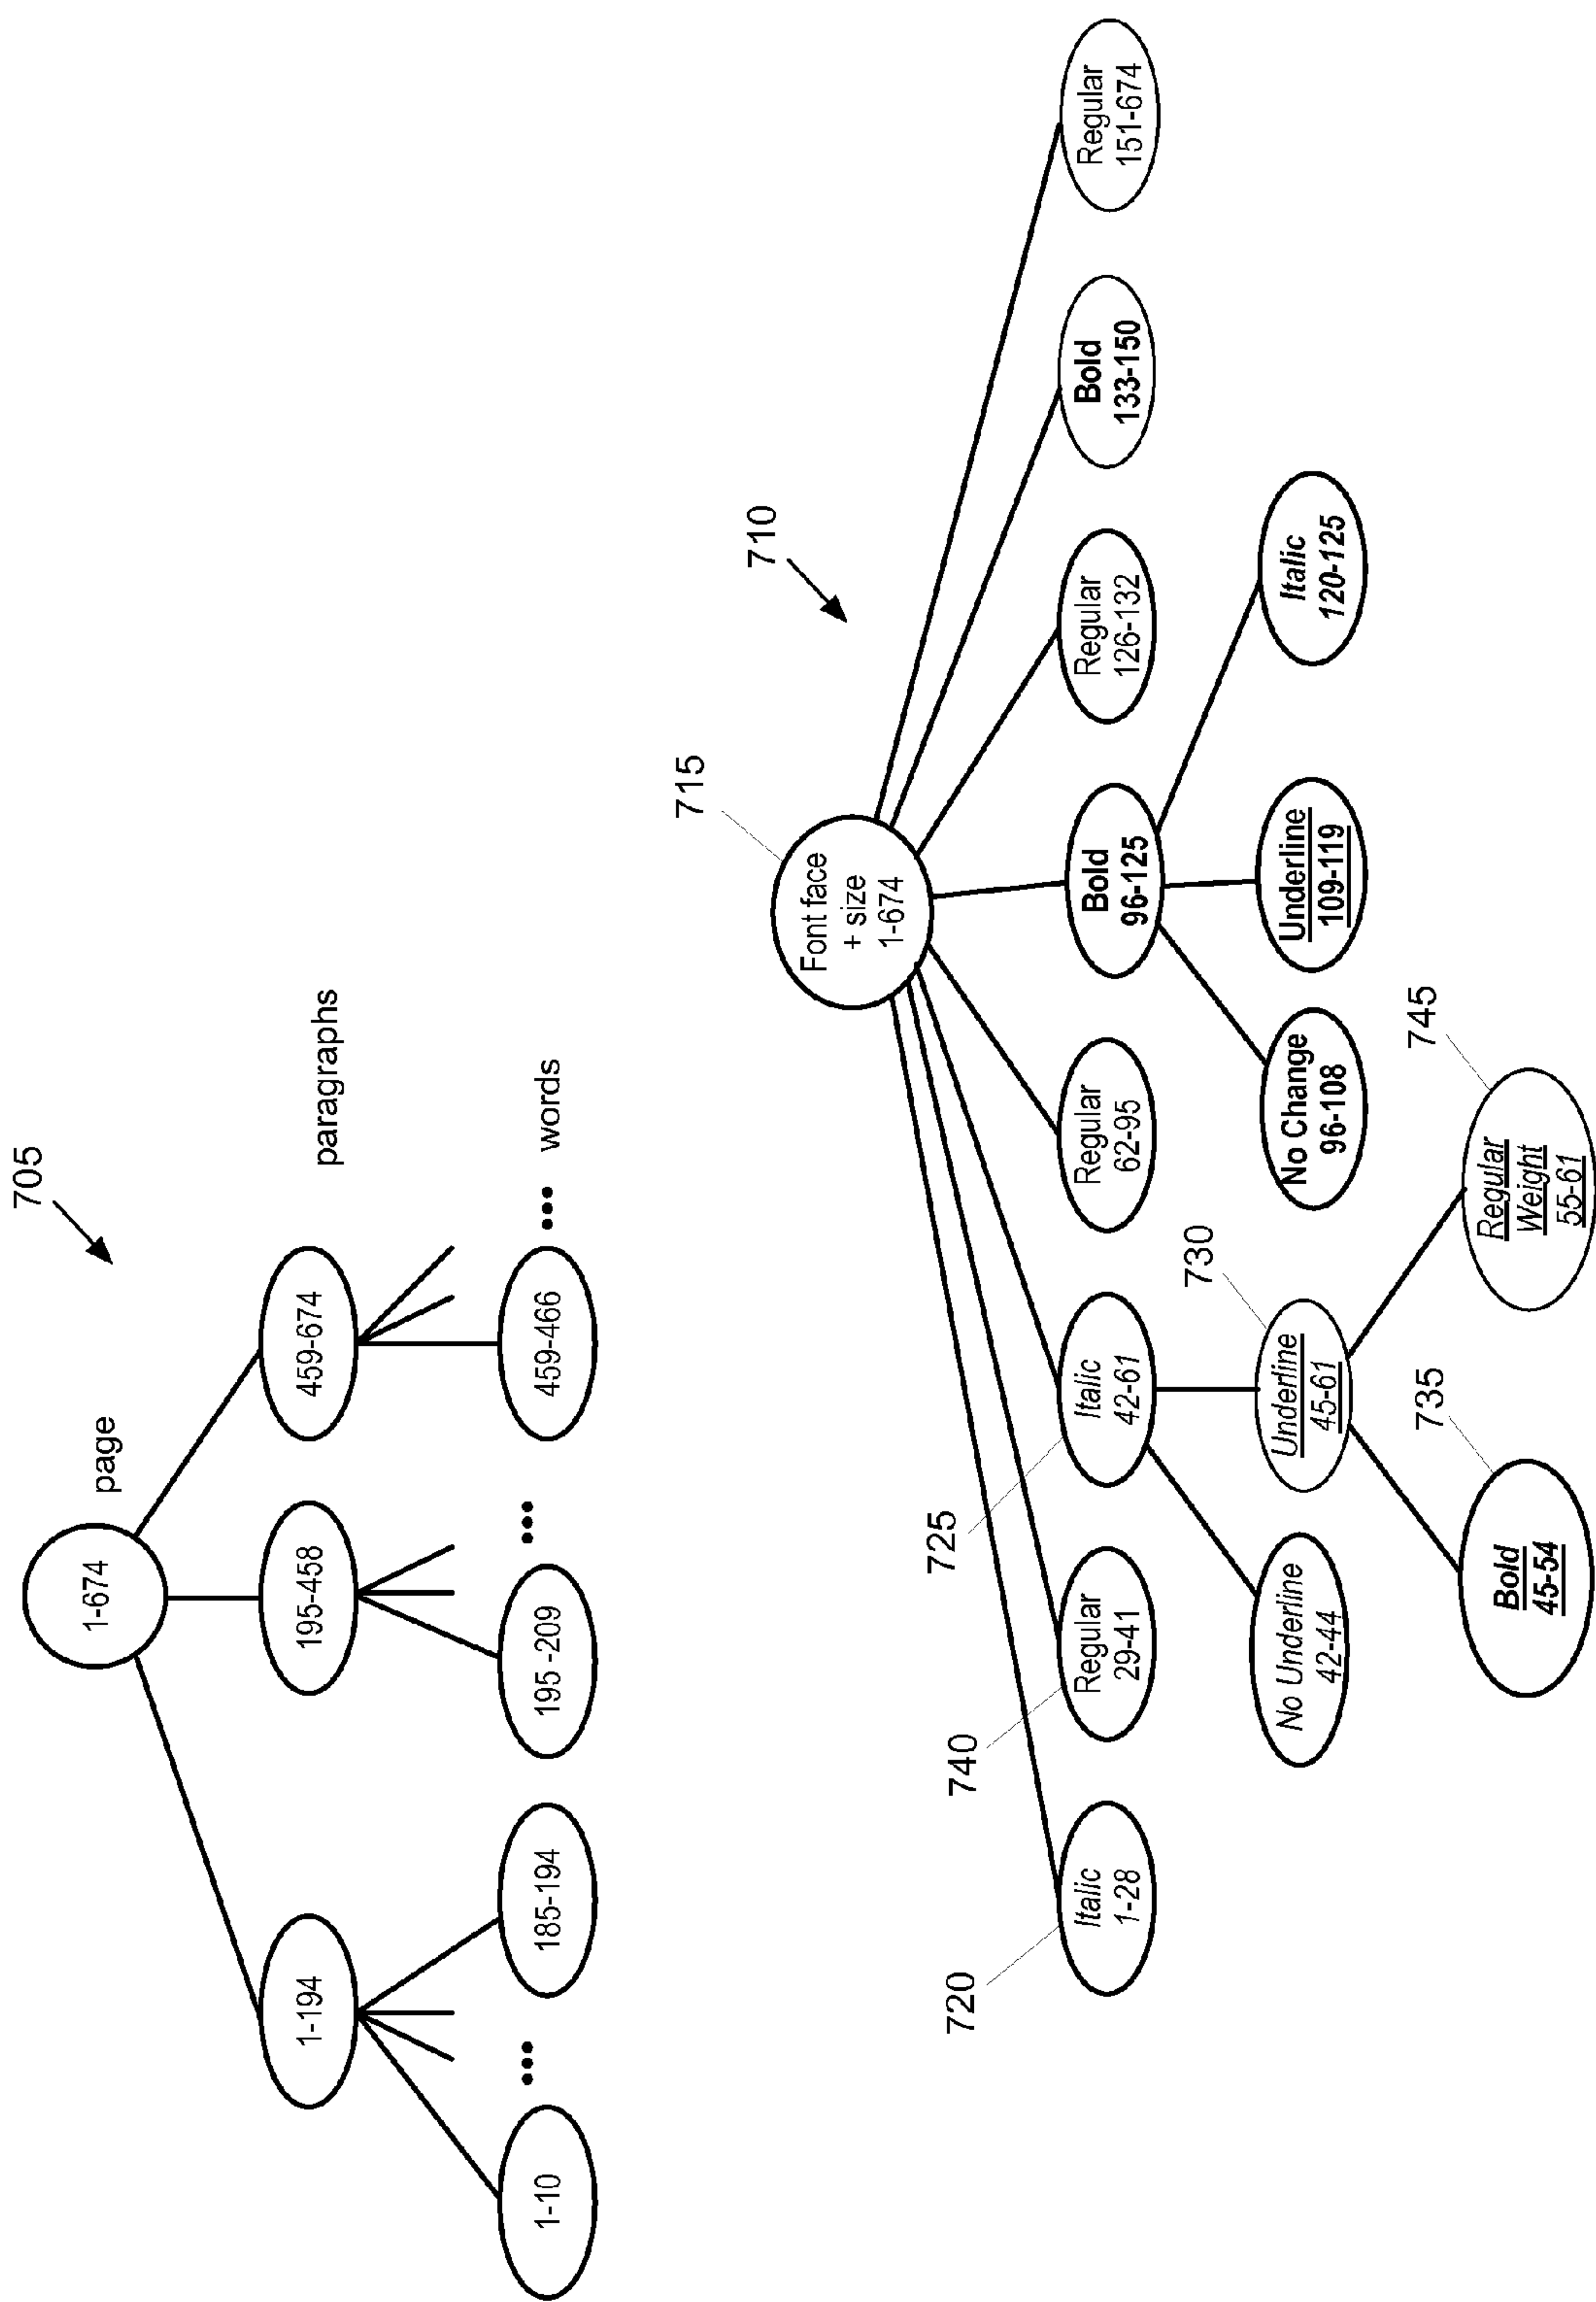 705
page
1-674
paragraphs
1-194
195-458
459-674
words
1-10
...
185-194
195 -209
...
459-466
...
710
715
Font face
+ size
1-674
720
Italic
1-28
740
Regular
29-41
725
Italic
42-61
Regular
62-95
Bold
96-125
Regular
126-132
Bold
133-150
Regular
151-674
No Underline
42-44
730
Underline
45-61
No Change
96-108
Underline
109-119
Italic
120-125
735
Bold
45-54
745
Regular
Weight
55-61